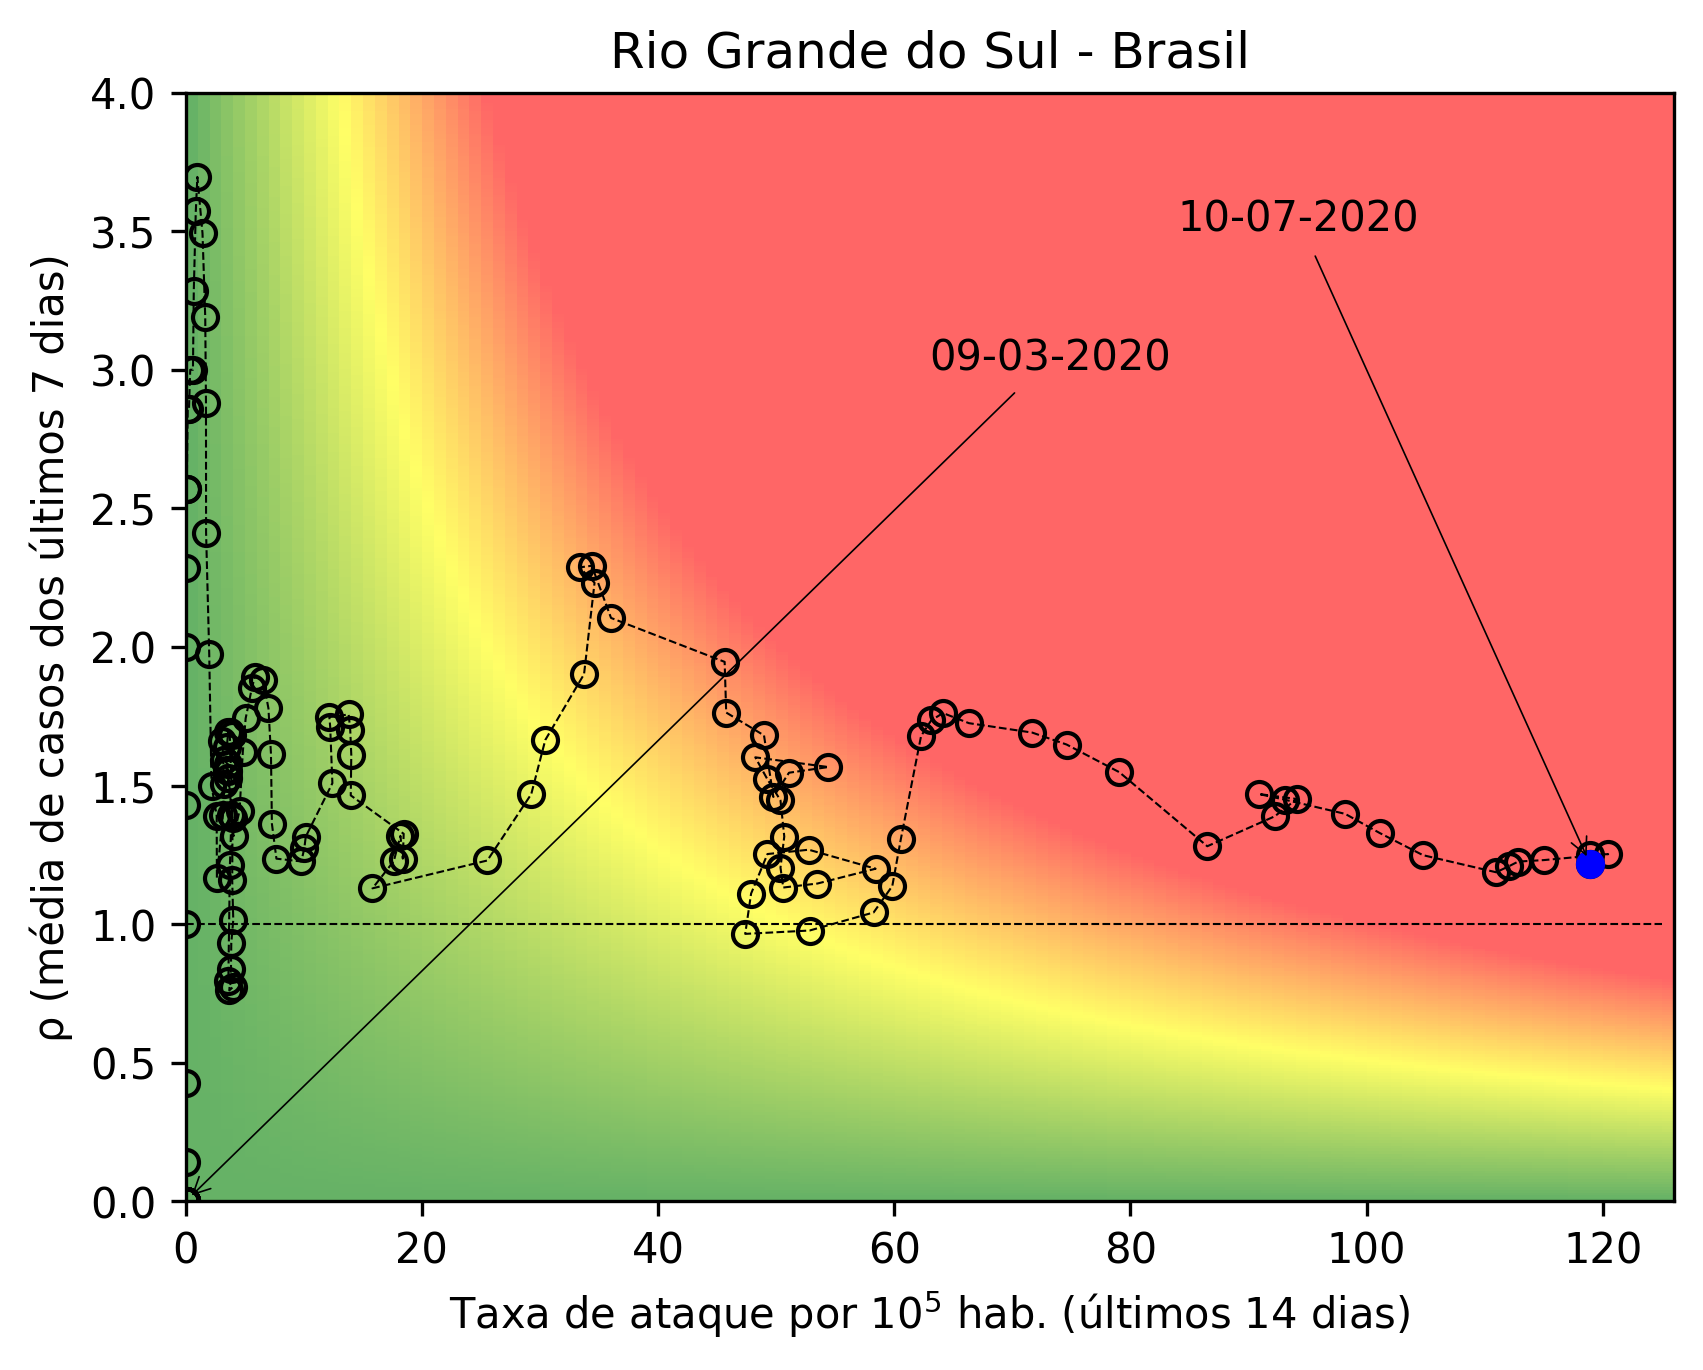 Rio Grande do Sul - Brasil
4.0
3.5
3.0
2.5
2.0
1.5
1.0
0.5
0.0
ρ (média de casos dos últimos 7 dias)
10-07-2020
09-03-2020
0 20 40 60 80 100 120
Taxa de ataque por 10⁵ hab. (últimos 14 dias)